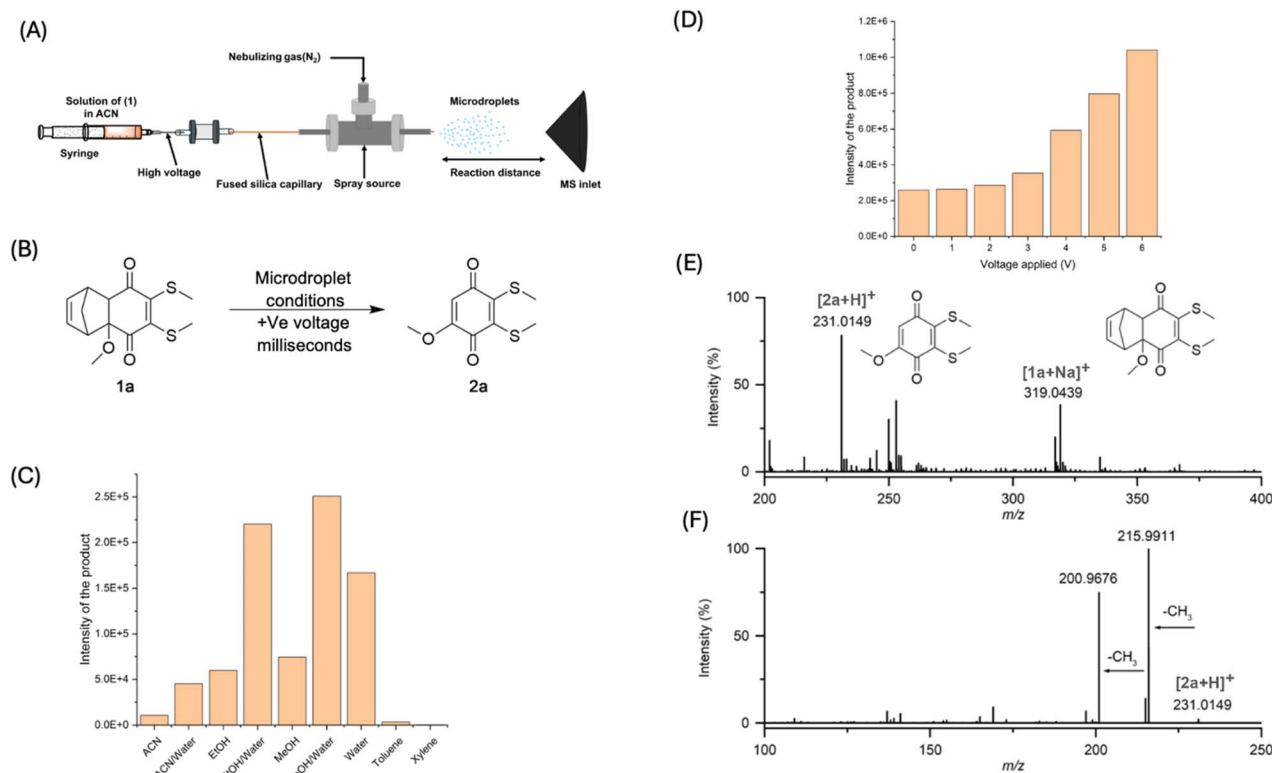 (A)
Nebulizing gas(N₂)
Solution of (1)
in ACN
Microdroplets
Syringe
High voltage
Fused silica capillary
Spray source
Reaction distance
MS inlet
(B)
O
S
S
O
O
1a
Microdroplet
conditions
+Ve voltage
milliseconds
O
S
S
O
O
2a
(C)
Intensity of the product
2.5E+5
2.0E+5
1.5E+5
1.0E+5
5.0E+4
0.0E+0
ACN
ACN/Water
EtOH
tOH/Water
MeOH
OH/Water
Water
Toluene
Xylene
(D)
Intensity of the product
1.2E+6
1.0E+6
8.0E+5
6.0E+5
4.0E+5
2.0E+5
0.0E+0
0 1 2 3 4 5 6
Voltage applied (V)
(E)
Intensity (%)
100
50
0
[2a+H]⁺
231.0149
O
S
S
O
O
[1a+Na]⁺
319.0439
O
S
S
O
O
200 250 300 350 400
m/z
(F)
Intensity (%)
100
50
0
215.9911
200.9676
-CH₃
-CH₃
[2a+H]⁺
231.0149
100 150 200 250
m/z